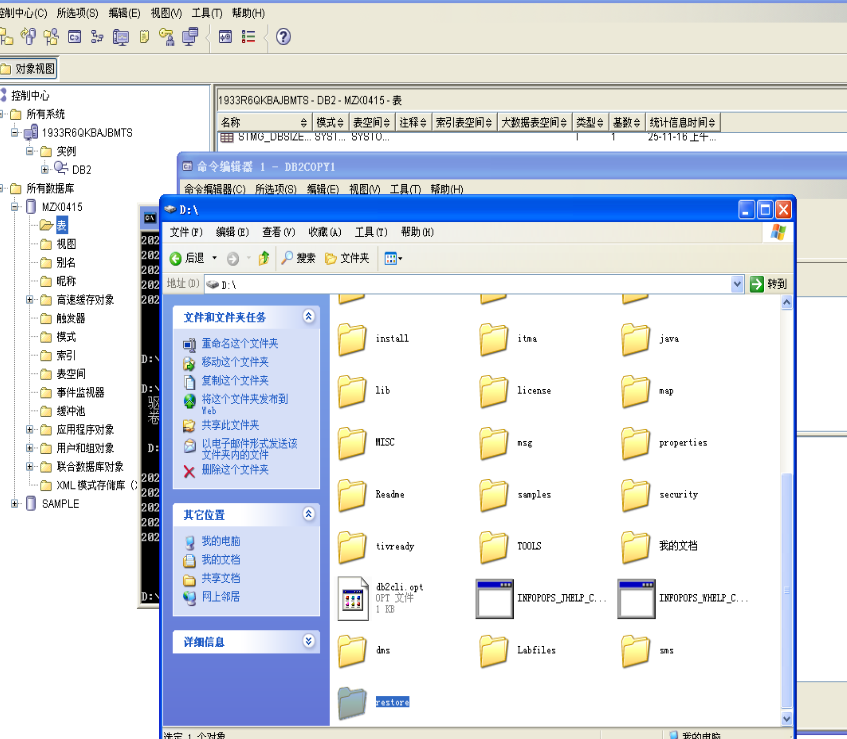 控制中心(C) 所选项(S) 编辑(E) 视图(V) 工具(T) 帮助(H)
对象视图
控制中心
所有系统
1933R6QKBAJBMTS
实例
DB2
所有数据库
MZX0415
表
视图
别名
昵称
高速缓存对象
触发器
模式
索引
表空间
事件监视器
缓冲池
应用程序对象
用户和组对象
联合数据库对象
XML 模式存储库
SAMPLE
1933R6QKBAJBMTS - DB2 - MZX0415 - 表
名称 模式 表空间 注释 索引表空间 大数据表空间 类型 基数 统计信息时间
STMG_DBSIZE... SYST... SYSTO... T 1 25-11-16 上午...
命令编辑器 1 - DB2COPY1
命令编辑器(C) 所选项(S) 编辑(E) 视图(V) 工具(T) 帮助(H)
202
202
202
202
202
D:\
D:\
驱
卷
D:
202
202
202
202
202
D:\
D:\
文件(F) 编辑(E) 查看(V) 收藏(A) 工具(T) 帮助(H)
后退 搜索 文件夹
地址(D) D:\ 转到
文件和文件夹任务
重命名这个文件夹
移动这个文件夹
复制这个文件夹
将这个文件夹发布到
Web
共享此文件夹
以电子邮件形式发送该
文件夹内的文件
删除这个文件夹
其它位置
我的电脑
我的文档
共享文档
网上邻居
详细信息
install itma java
lib license map
MISC msg properties
Readme samples security
tivready TOOLS 我的文档
db2cli.opt
OPT 文件
1 KB
INFOPOPS_JHELP_C... INFOPOPS_WHELP_C...
dms Labfiles sms
restore
选定 1 个对象 我的电脑